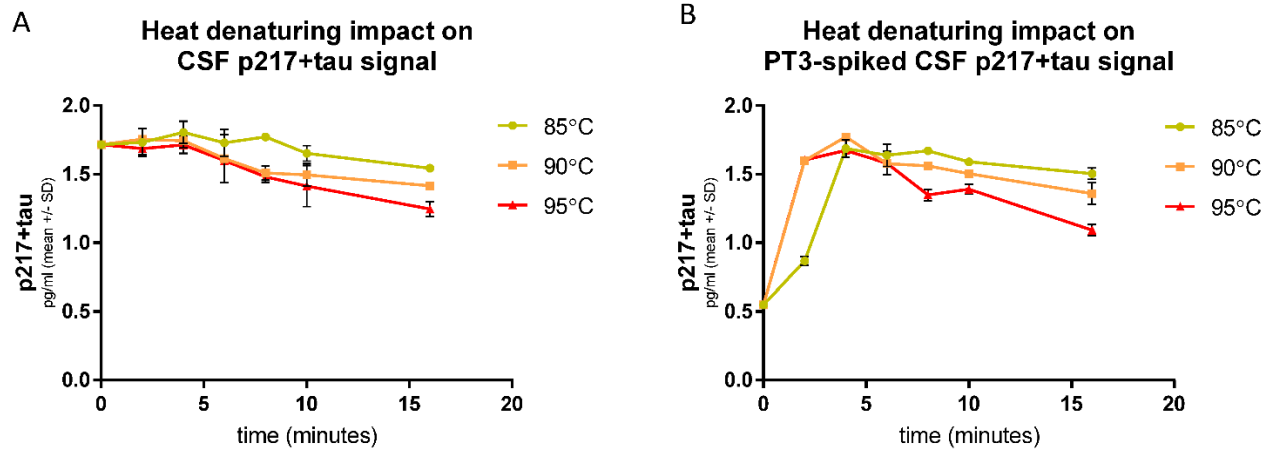 A
Heat denaturing impact on
CSF p217+tau signal
p217+tau
pg/ml (mean +/- SD)
2.0
1.5
1.0
0.5
0.0
0 5 10 15 20
time (minutes)
85°C
90°C
95°C
B
Heat denaturing impact on
PT3-spiked CSF p217+tau signal
p217+tau
pg/ml (mean +/- SD)
2.0
1.5
1.0
0.5
0.0
0 5 10 15 20
time (minutes)
85°C
90°C
95°C